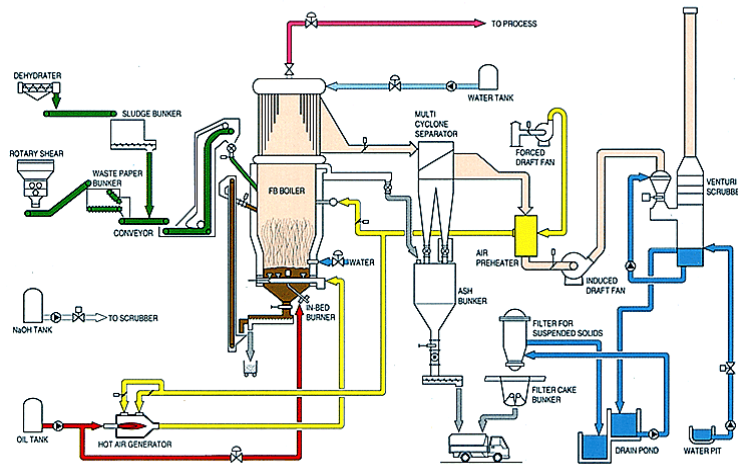 TO PROCESS
DEHYDRATER
WATER TANK
SLUDGE BUNKER
MULTI
CYCLONE
SEPARATOR
FORCED
DRAFT FAN
ROTARY SHEAR
WASTE PAPER
BUNKER
FB BOILER
VENTURI
SCRUBBE
CONVEYOR
WATER
AIR
PREHEATER
INDUCED
DRAFT FAN
ASH
BUNKER
IN-BED
BURNER
NaOH TANK
TO SCRUBBER
FILTER FOR
SUSPENDED SOLIDS
FILTER CAKE
BUNKER
OIL TANK
HOT AIR GENERATOR
DRAIN POND
WATER PIT